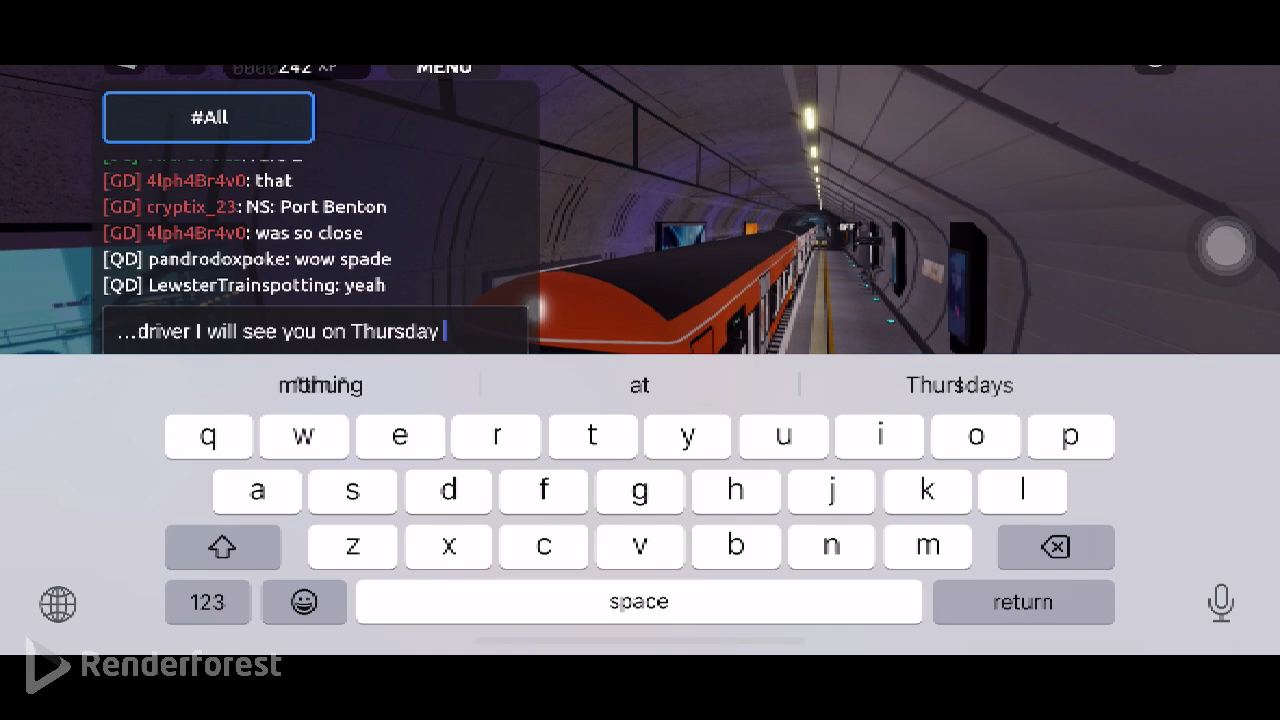 242 XP
MENU
#All
[GD] 4lph4Br4v0: that
[GD] cryptix_23: NS: Port Benton
[GD] 4lph4Br4v0: was so close
[QD] pandrodoxpoke: wow spade
[QD] LewsterTrainspotting: yeah
...driver I will see you on Thursday
at
q w e r t y u i o p
a s d f g h j k l
z x c v b n m
123 space return
Renderforest